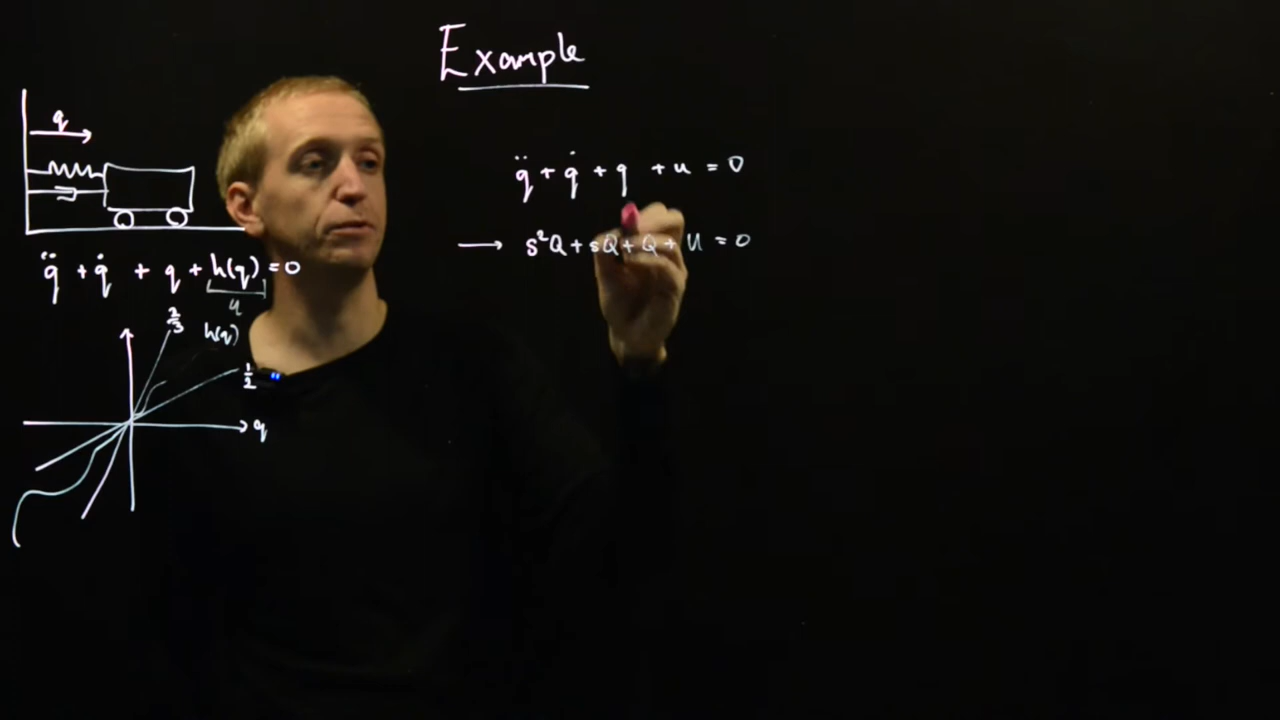 Example
q
q̈ + q̇ + q + u = 0
→ s²Q + sQ + Q + U = 0
q̈ + q̇ + q + h(q) = 0
u
2/3
h(q)
1/2
q